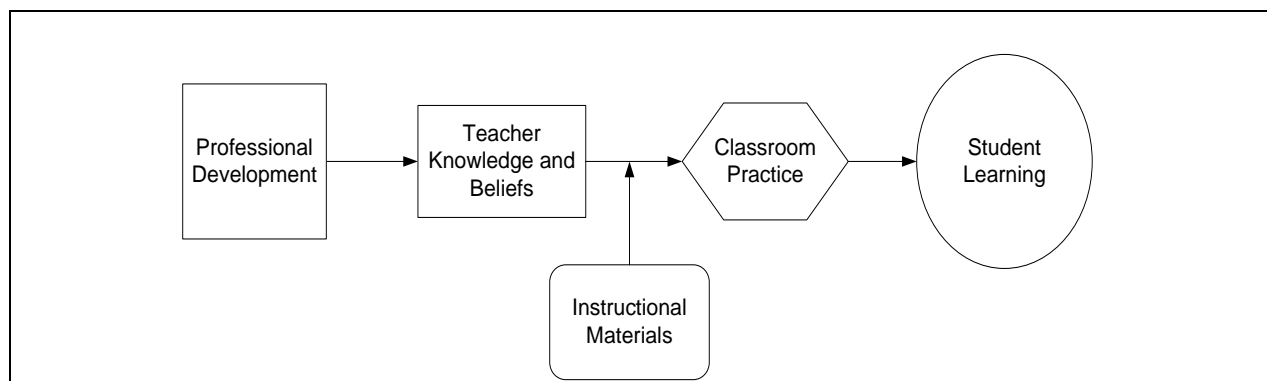 Professional
Development
Teacher
Knowledge and
Beliefs
Classroom
Practice
Student
Learning
Instructional
Materials